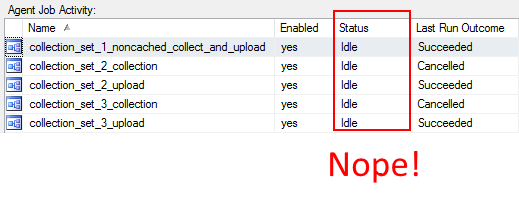 Agent Job Activity:
Name Enabled Status Last Run Outcome
collection_set_1_noncached_collect_and_upload yes Idle Succeeded
collection_set_2_collection yes Idle Cancelled
collection_set_2_upload yes Idle Succeeded
collection_set_3_collection yes Idle Cancelled
collection_set_3_upload yes Idle Succeeded
Nope!